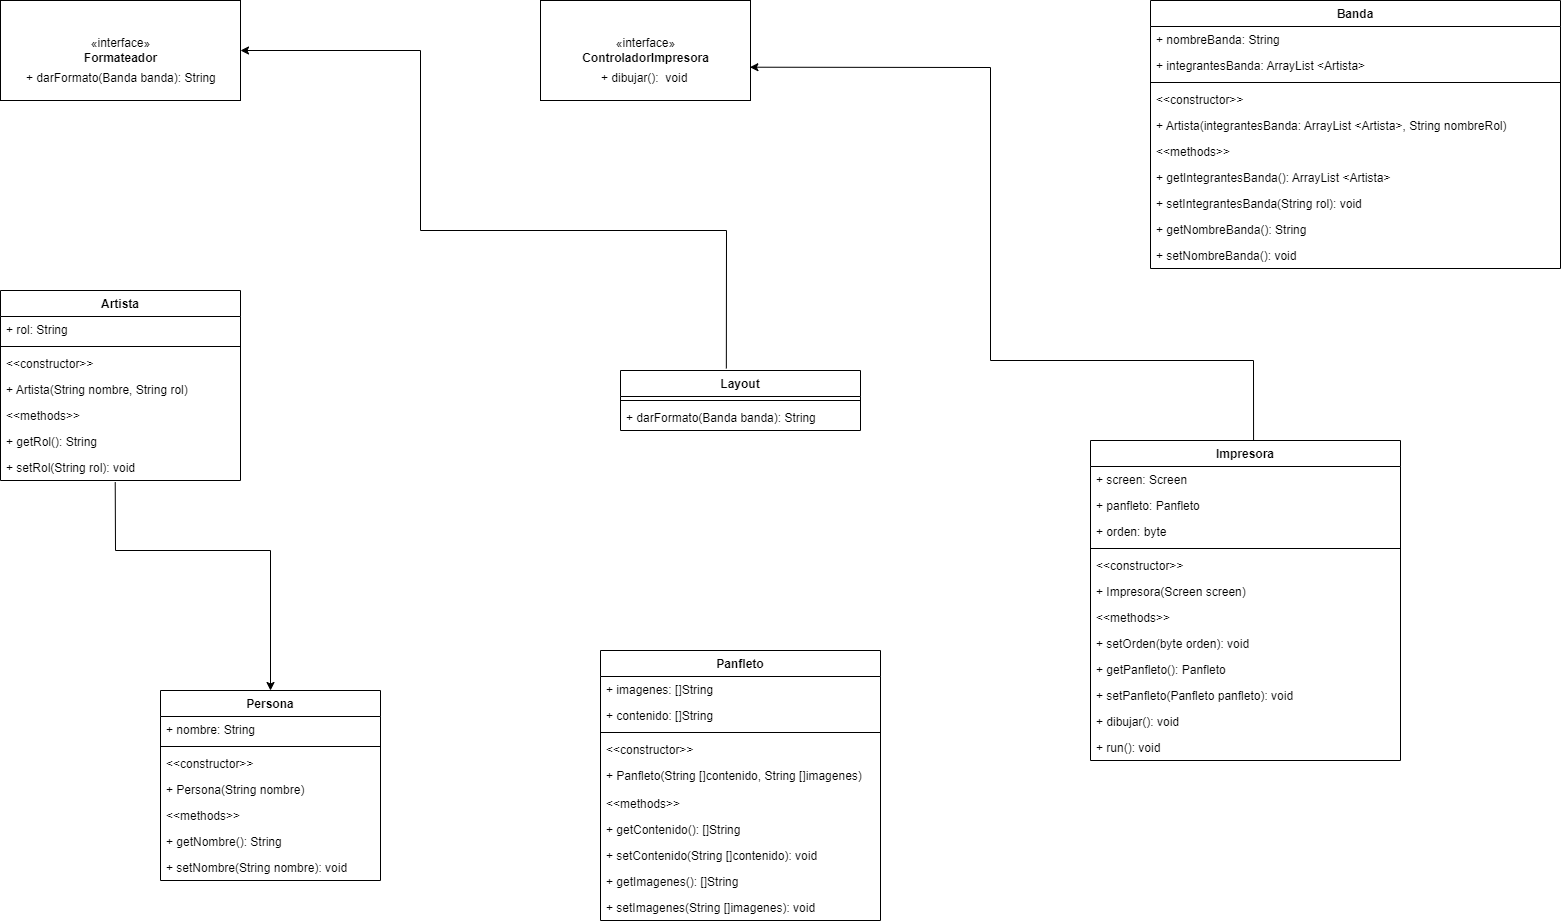 «interface»
Formateador
+ darFormato(Banda banda): String
«interface»
ControladorImpresora
+ dibujar():  void
Banda
+ nombreBanda: String
+ integrantesBanda: ArrayList <Artista>
<<constructor>>
+ Artista(integrantesBanda: ArrayList <Artista>, String nombreRol)
<<methods>>
+ getIntegrantesBanda(): ArrayList <Artista>
+ setIntegrantesBanda(String rol): void
+ getNombreBanda(): String
+ setNombreBanda(): void
Artista
+ rol: String
<<constructor>>
+ Artista(String nombre, String rol)
<<methods>>
+ getRol(): String
+ setRol(String rol): void
Layout
+ darFormato(Banda banda): String
Impresora
+ screen: Screen
+ panfleto: Panfleto
+ orden: byte
<<constructor>>
+ Impresora(Screen screen)
<<methods>>
+ setOrden(byte orden): void
+ getPanfleto(): Panfleto
+ setPanfleto(Panfleto panfleto): void
+ dibujar(): void
+ run(): void
Persona
+ nombre: String
<<constructor>>
+ Persona(String nombre)
<<methods>>
+ getNombre(): String
+ setNombre(String nombre): void
Panfleto
+ imagenes: []String
+ contenido: []String
<<constructor>>
+ Panfleto(String []contenido, String []imagenes)
<<methods>>
+ getContenido(): []String
+ setContenido(String []contenido): void
+ getImagenes(): []String
+ setImagenes(String []imagenes): void